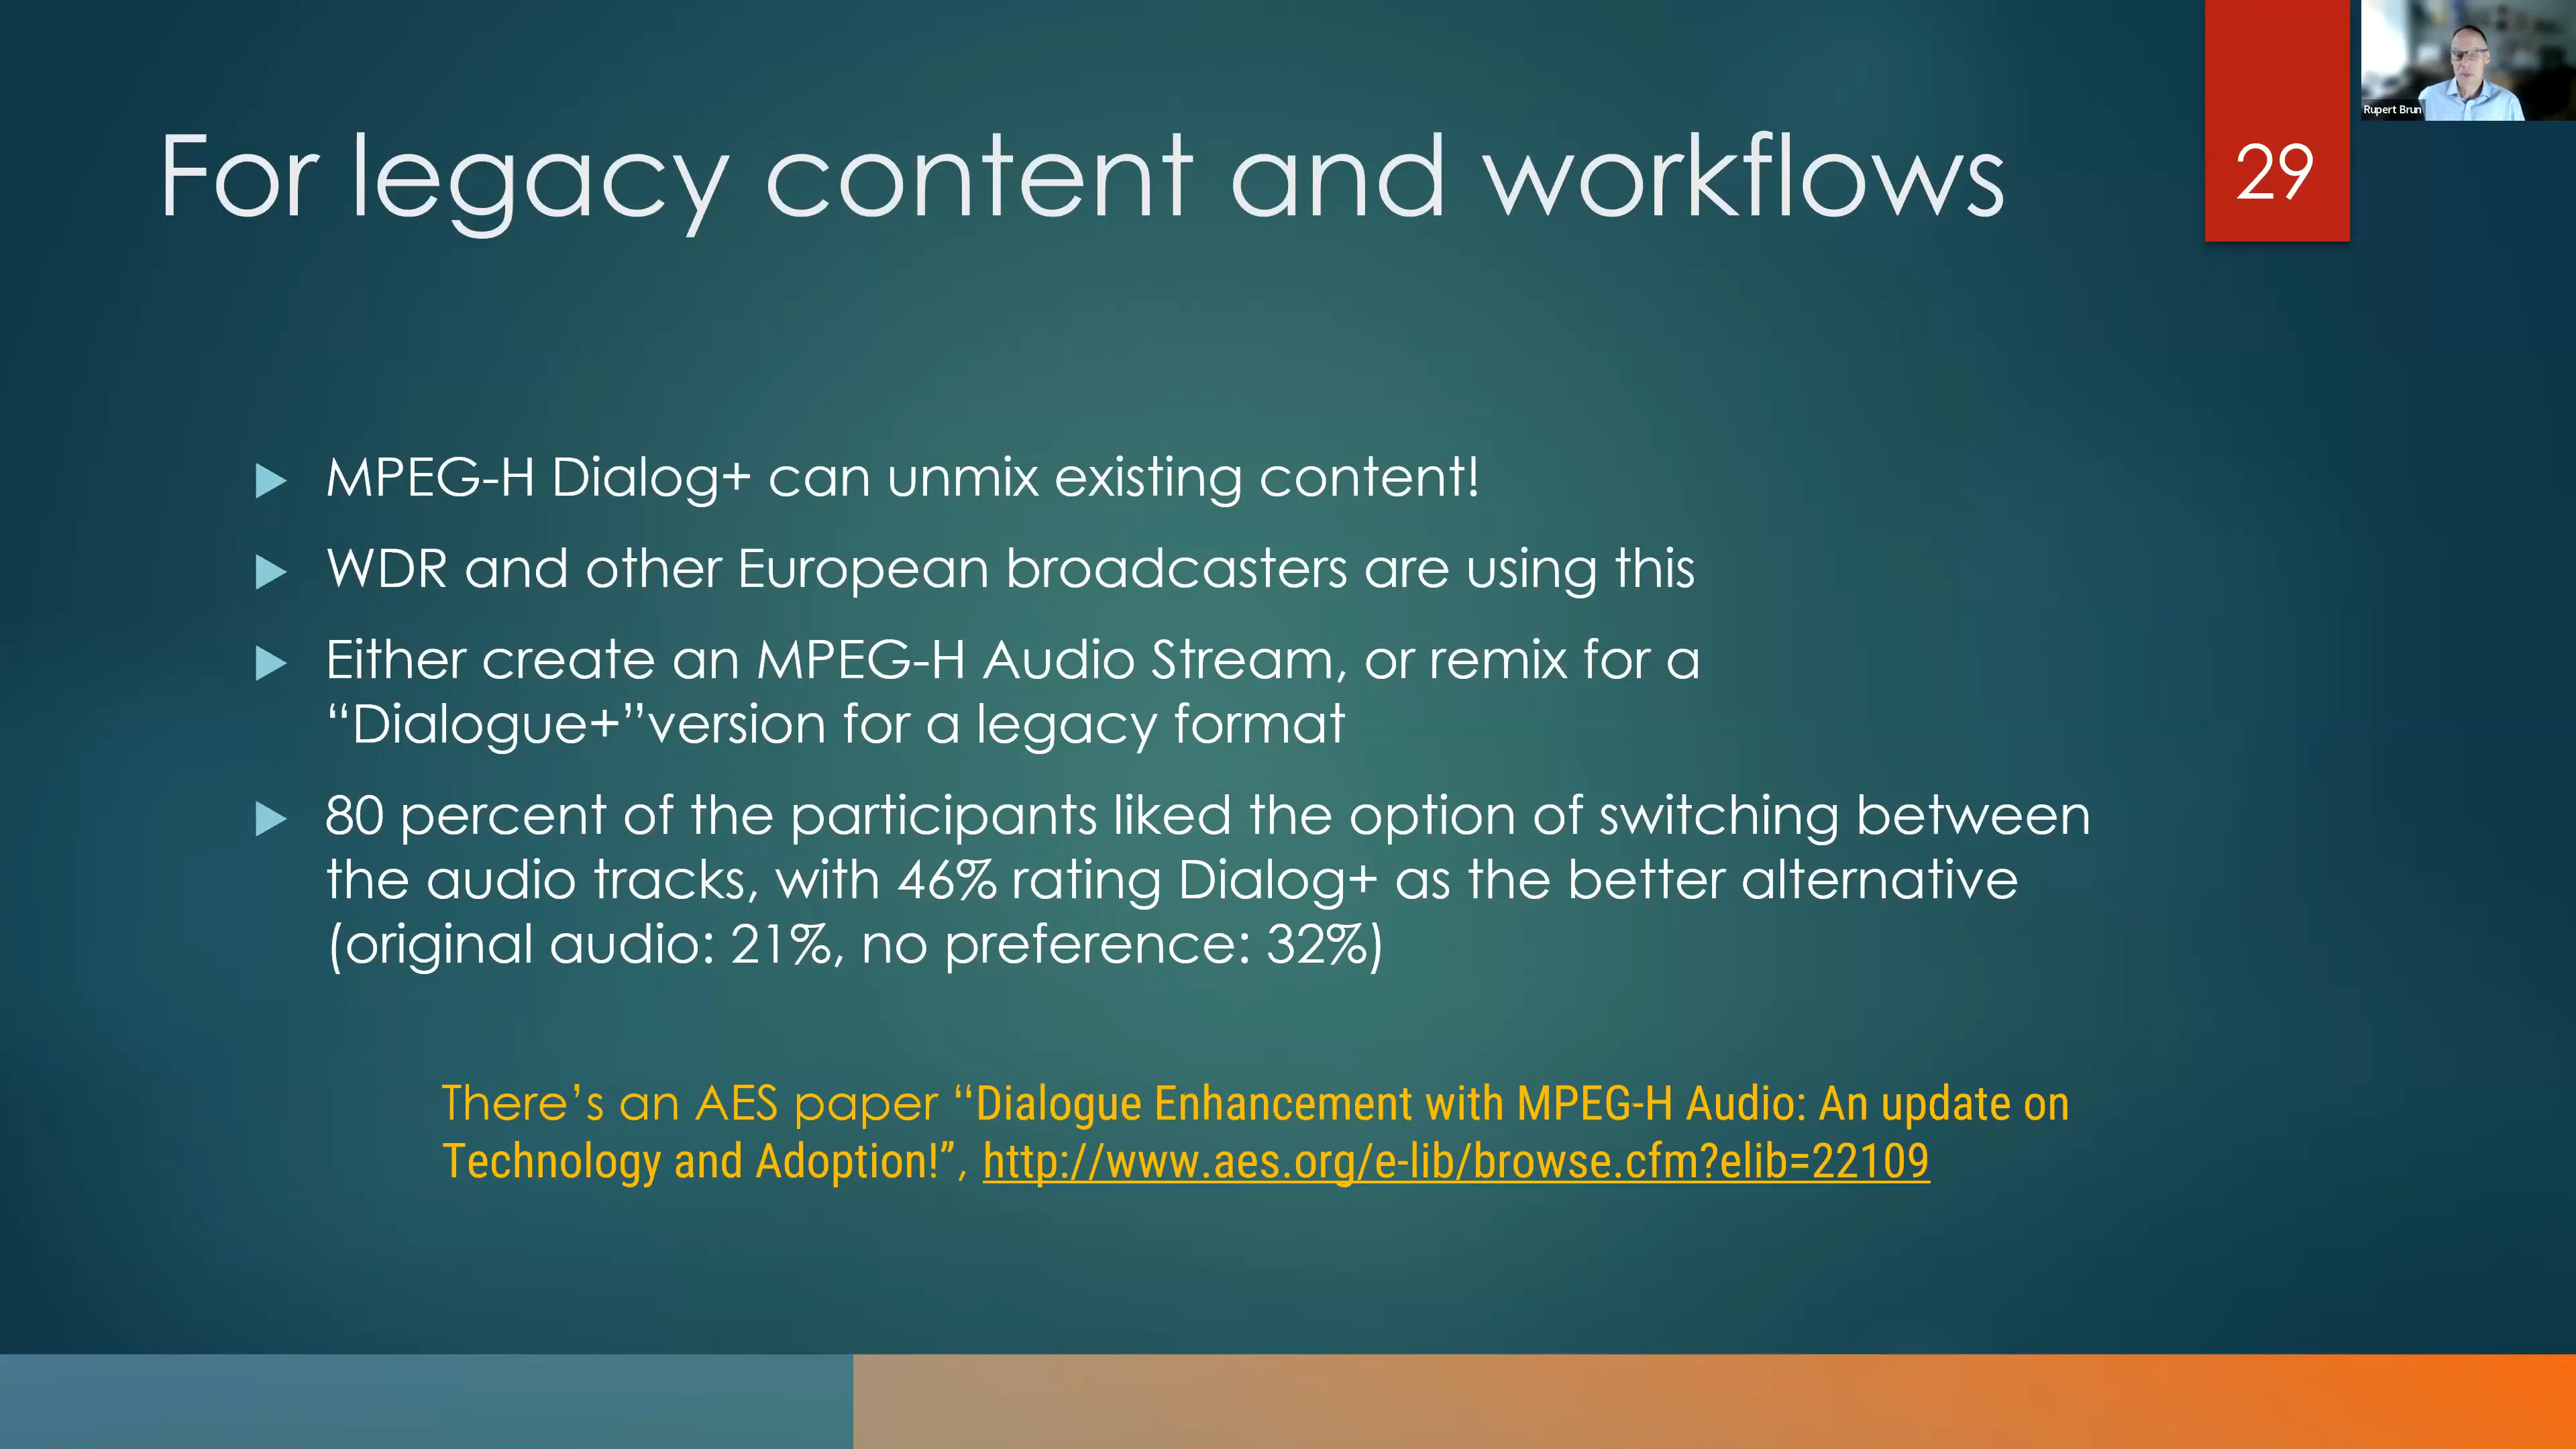 For legacy content and workflows
29
Rupert Brun
MPEG-H Dialog+ can unmix existing content!
WDR and other European broadcasters are using this
Either create an MPEG-H Audio Stream, or remix for a
“Dialogue+”version for a legacy format
80 percent of the participants liked the option of switching between
the audio tracks, with 46% rating Dialog+ as the better alternative
(original audio: 21%, no preference: 32%)
There’s an AES paper “Dialogue Enhancement with MPEG-H Audio: An update on
Technology and Adoption!”, http://www.aes.org/e-lib/browse.cfm?elib=22109